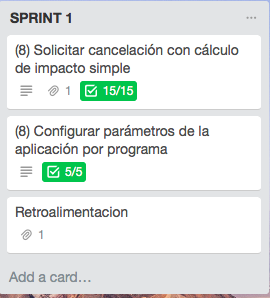 SPRINT 1
(8) Solicitar cancelación con cálculo
de impacto simple
1 15/15
(8) Configurar parámetros de la
aplicación por programa
5/5
Retroalimentacion
1
Add a card…